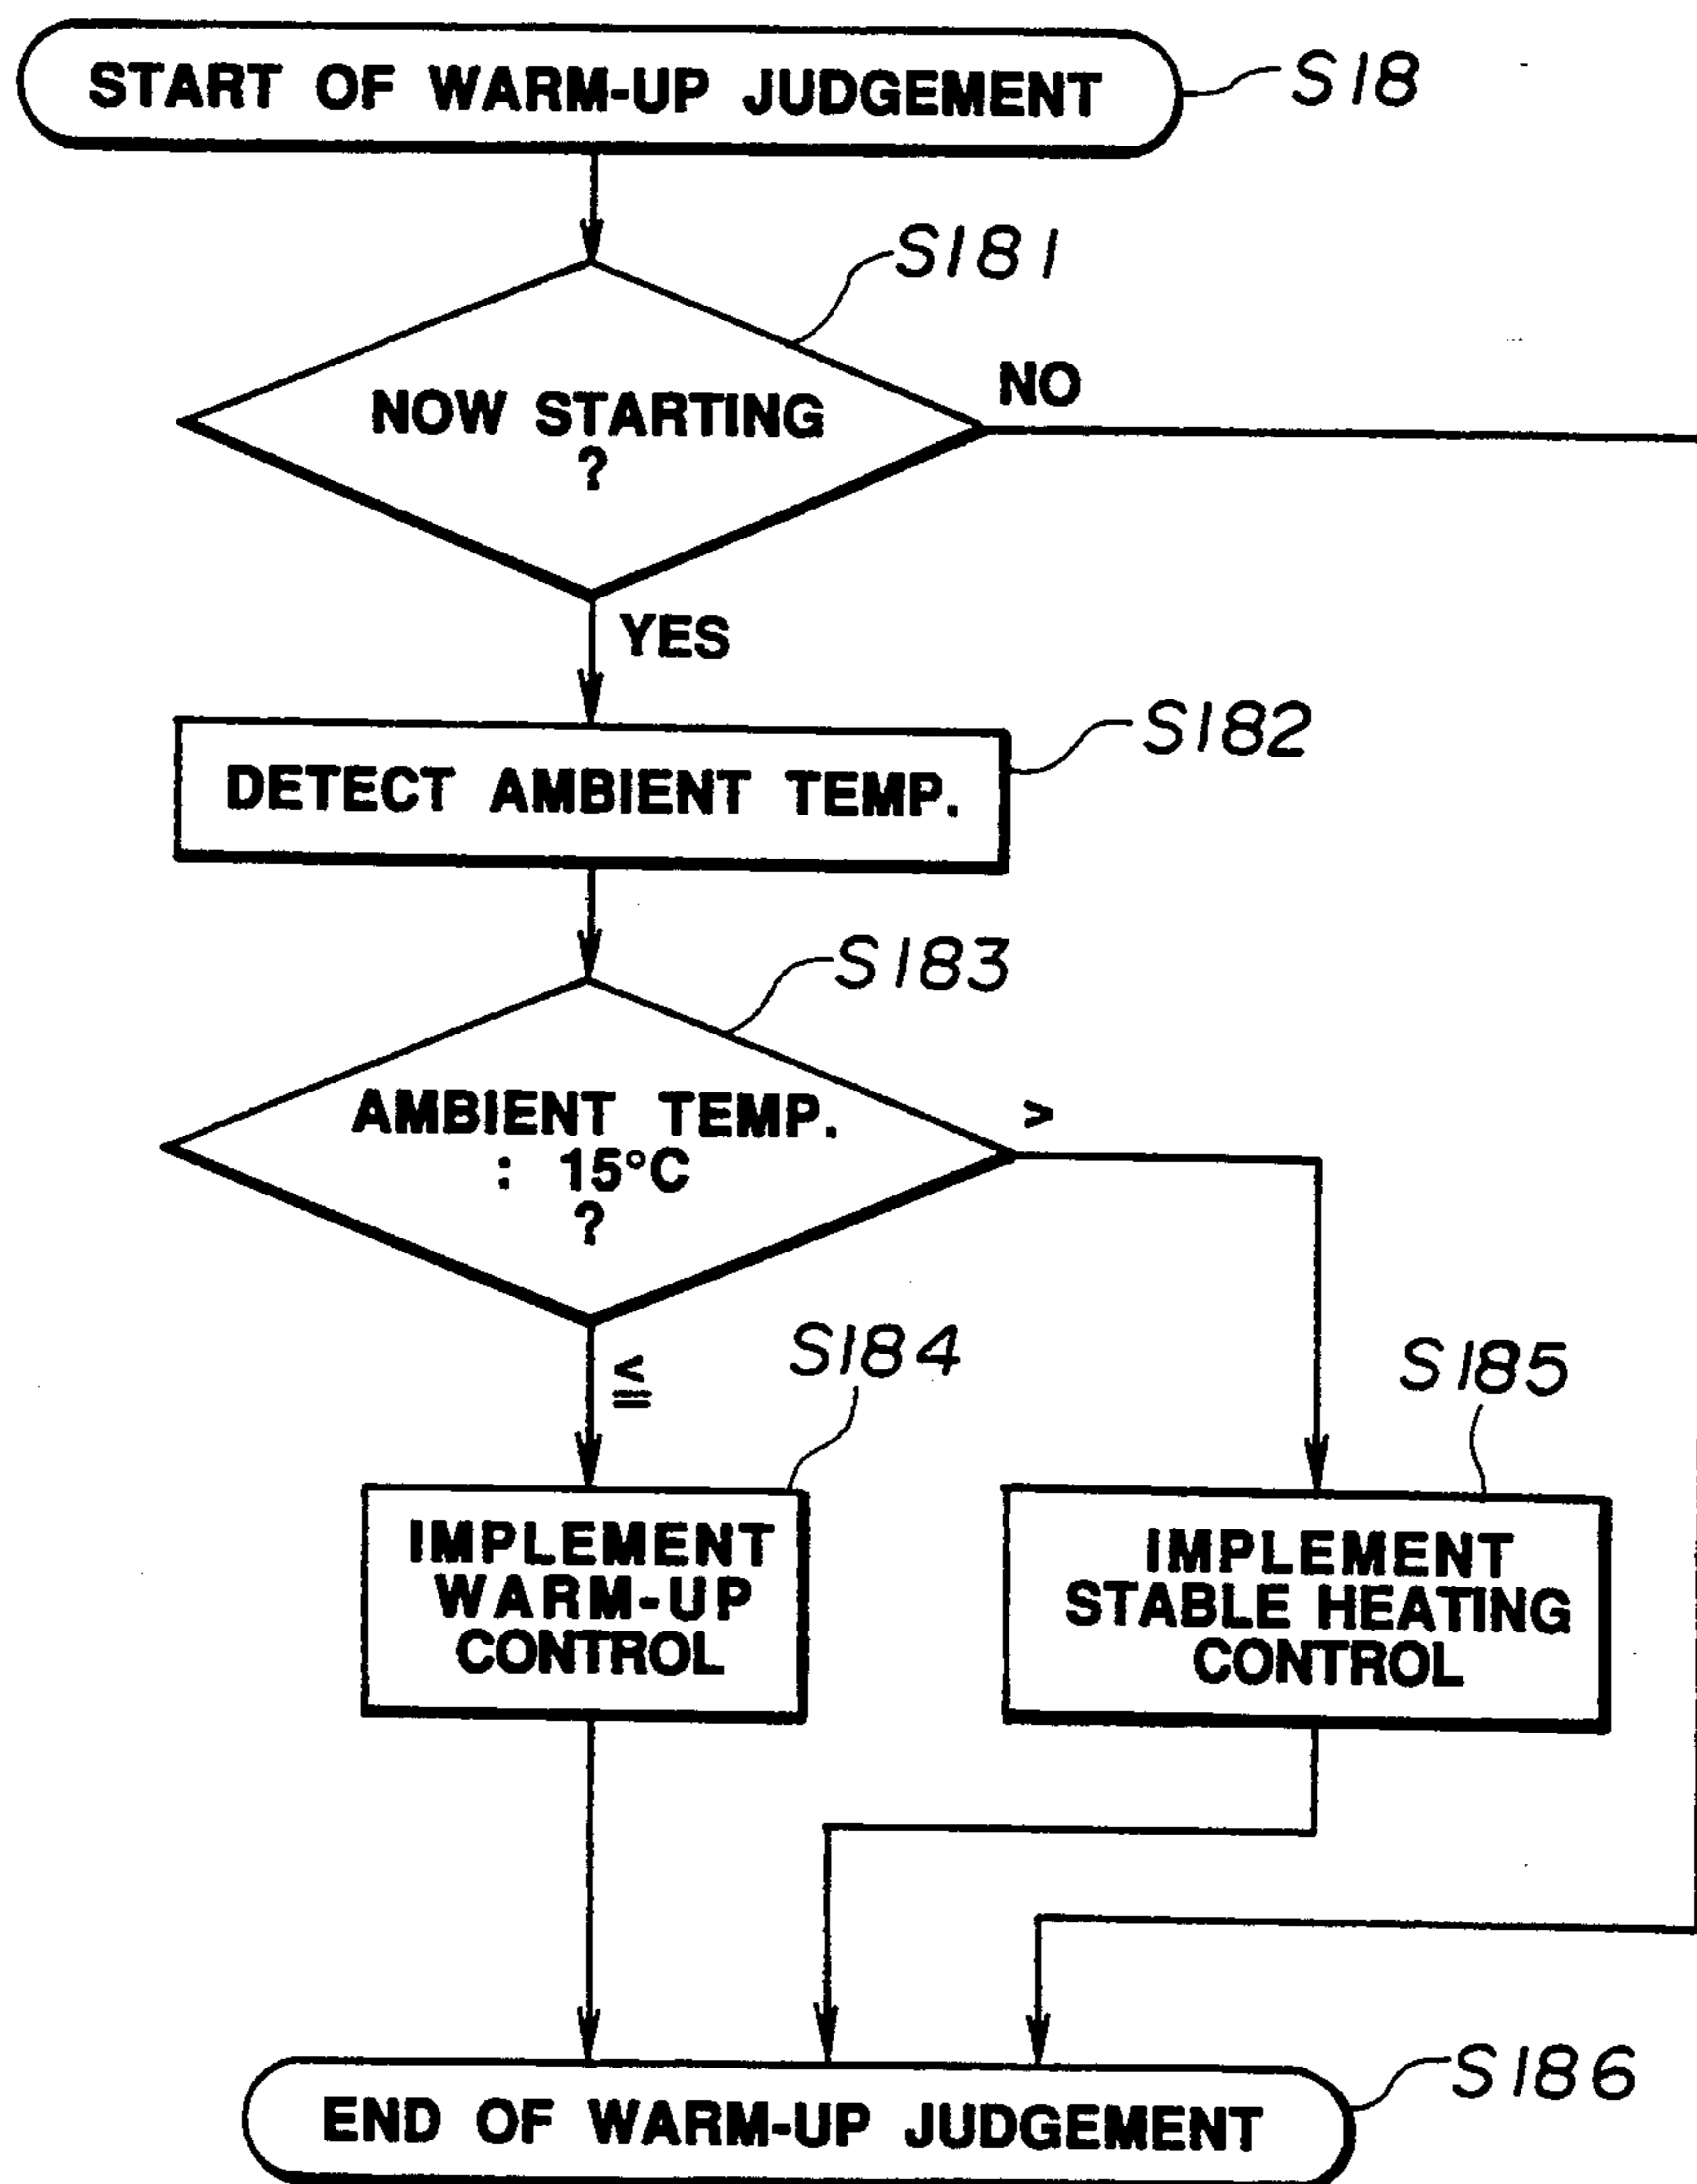 START OF WARM-UP JUDGEMENT
S18
S181
NOW STARTING
?
NO
YES
S182
DETECT AMBIENT TEMP.
S183
AMBIENT TEMP.
: 15°C
?
>
≦
S184
S185
IMPLEMENT
WARM-UP
CONTROL
IMPLEMENT
STABLE HEATING
CONTROL
S186
END OF WARM-UP JUDGEMENT